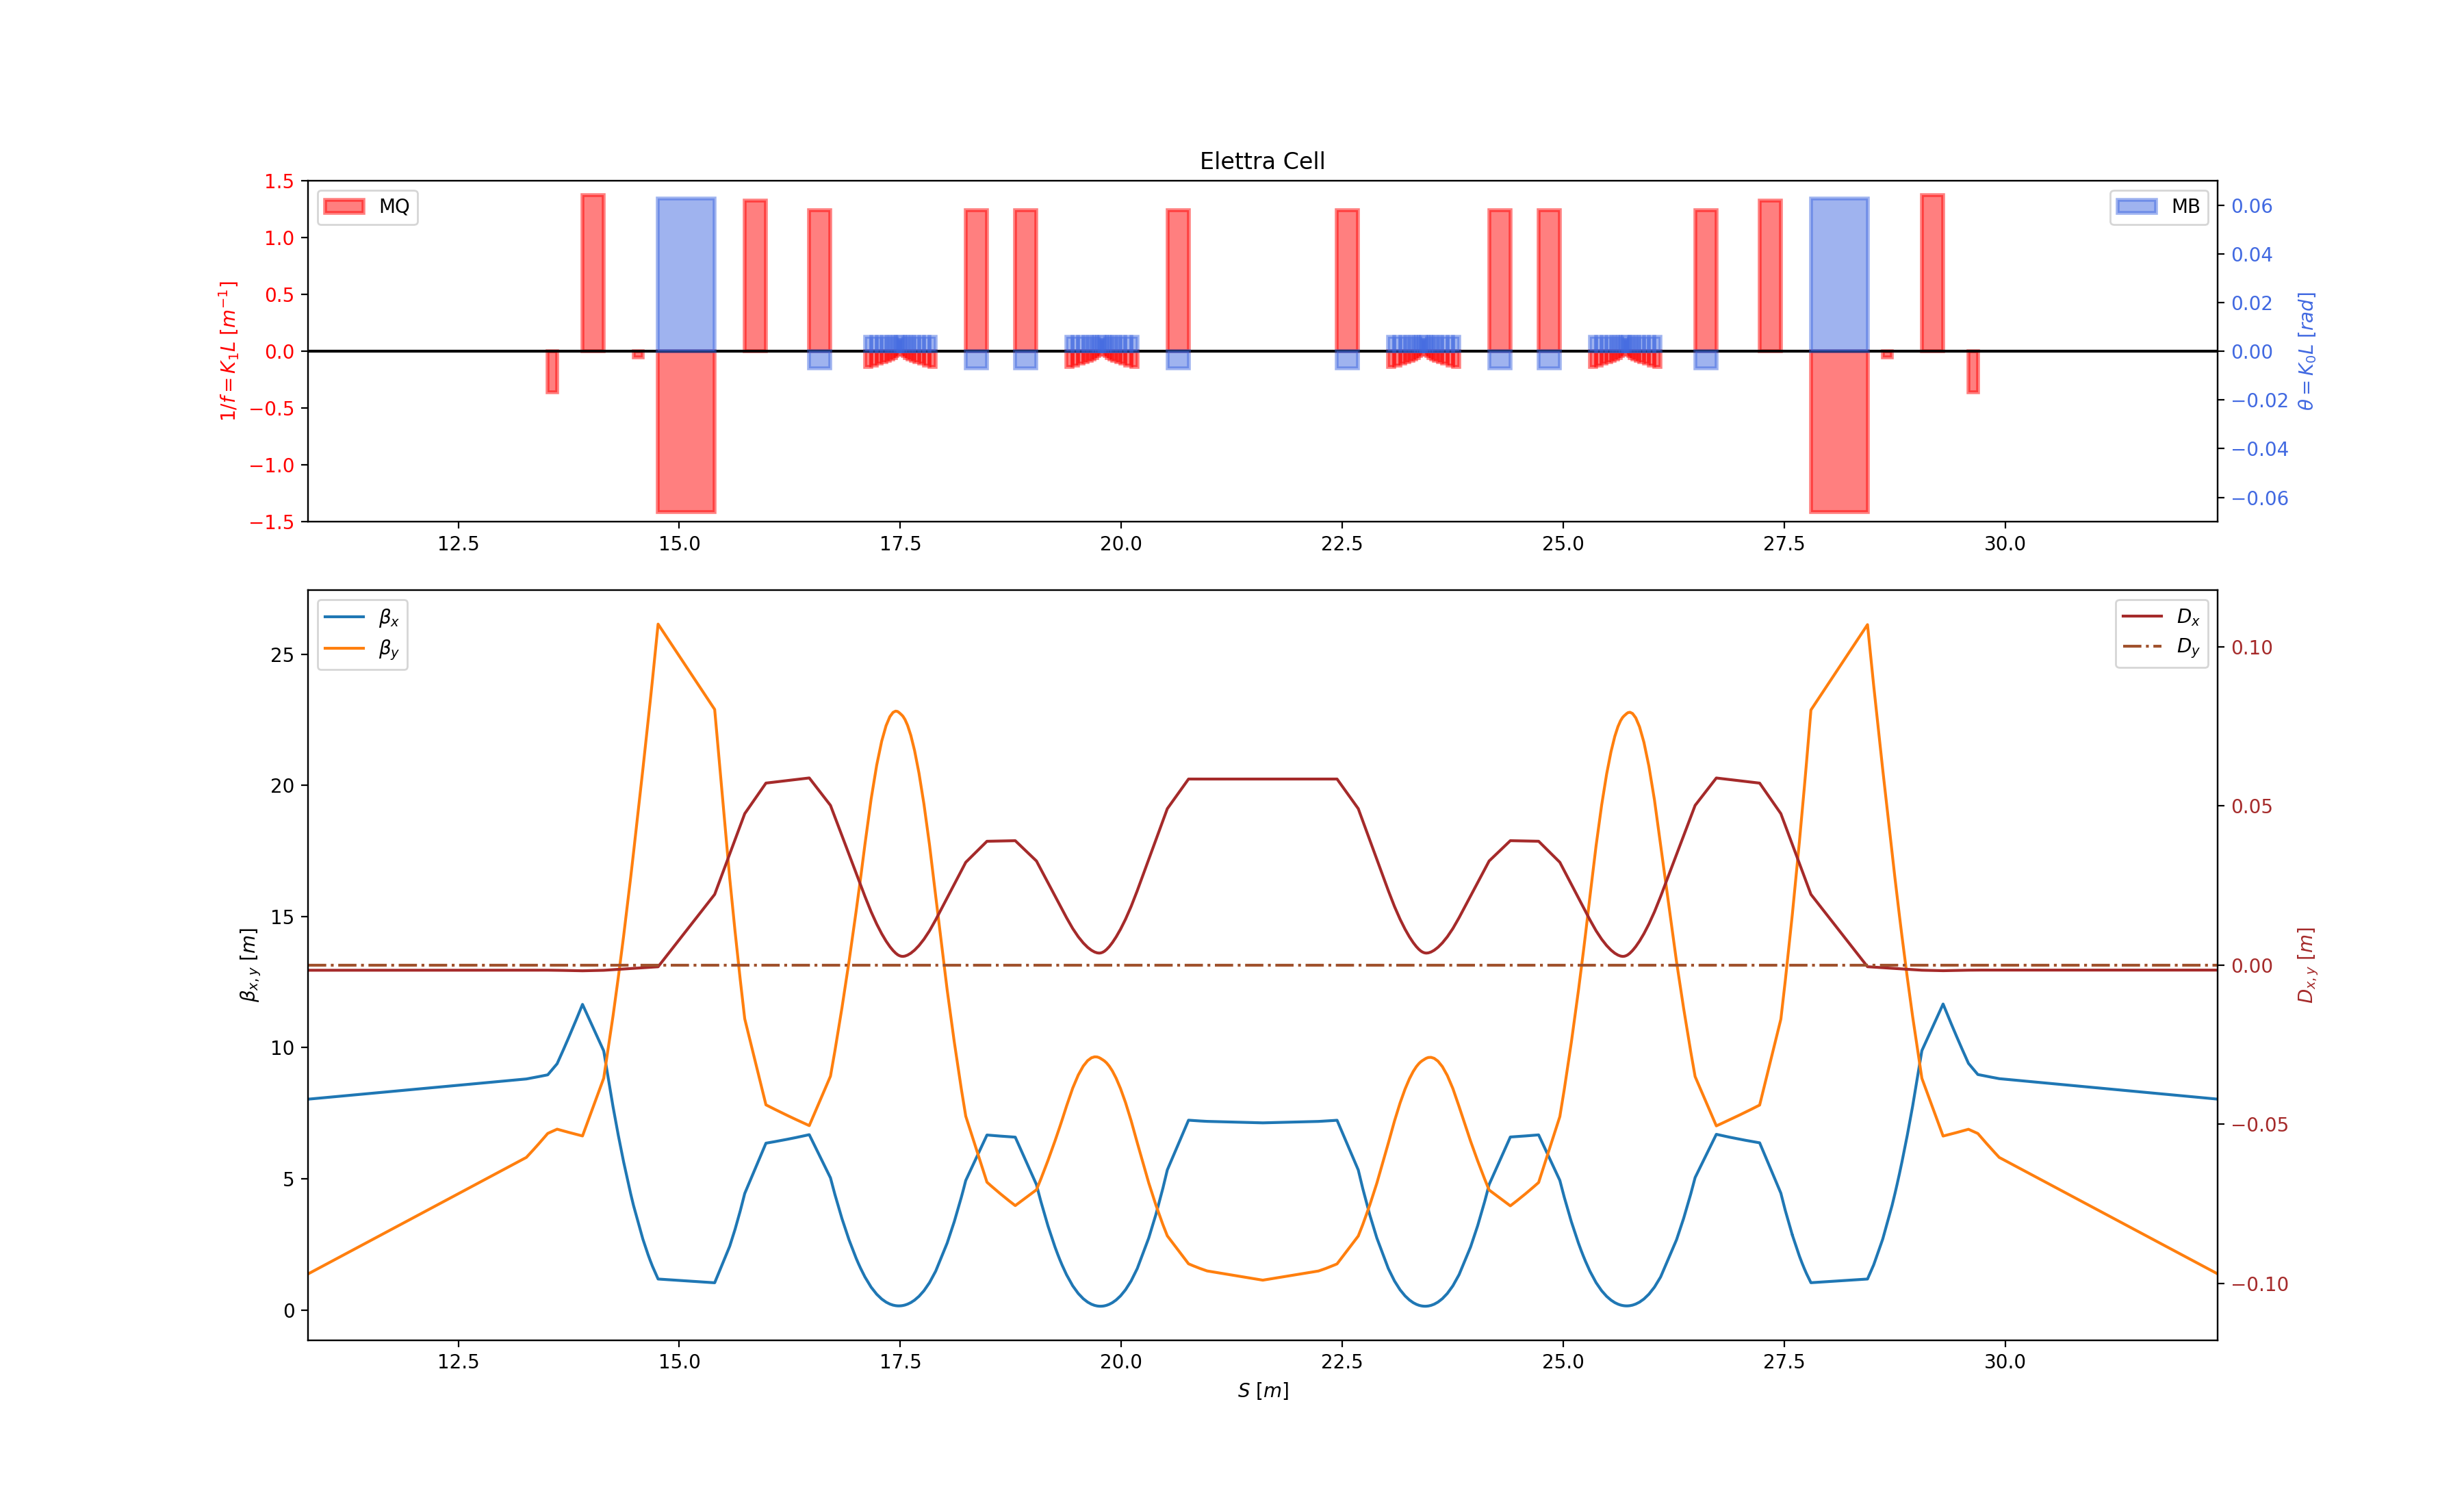 Elettra Cell
MQ
MB
1.5
1.0
0.5
0.0
−0.5
−1.0
−1.5
1/f = K₁L [m⁻¹]
0.06
0.04
0.02
0.00
−0.02
−0.04
−0.06
θ = K₀L [rad]
12.5 15.0 17.5 20.0 22.5 25.0 27.5 30.0
βₓ
β_y
Dₓ
D_y
25
20
15
10
5
0
β_{x,y} [m]
0.10
0.05
0.00
−0.05
−0.10
D_{x,y} [m]
12.5 15.0 17.5 20.0 22.5 25.0 27.5 30.0
S [m]